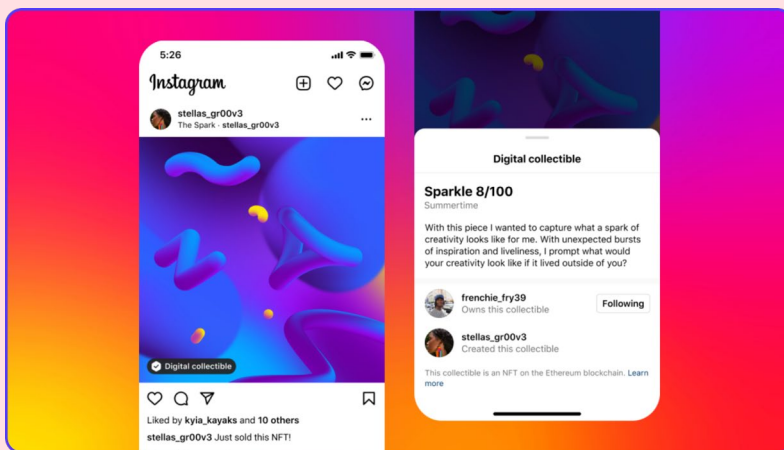 5:26
Instagram
stellas_gr00v3
The Spark · stellas_gr00v3
Digital collectible
Liked by kyia_kayaks and 10 others
stellas_gr00v3 Just sold this NFT!
Digital collectible
Sparkle 8/100
Summertime
With this piece I wanted to capture what a spark of
creativity looks like for me. With unexpected bursts
of inspiration and liveliness, I prompt what would
your creativity look like if it lived outside of you?
frenchie_fry39
Owns this collectible
Following
stellas_gr00v3
Created this collectible
This collectible is an NFT on the Ethereum blockchain. Learn
more